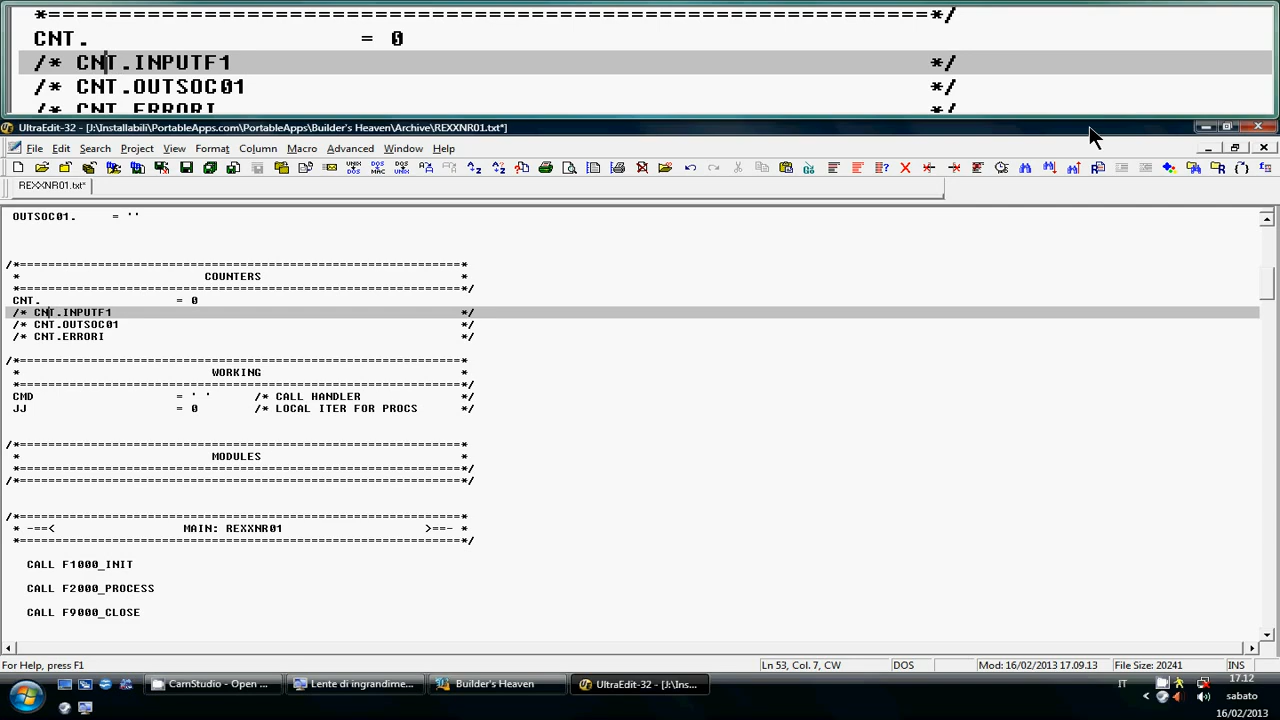 *===============================================================*/
CNT. = 0
/* CNT.INPUTF1 */
/* CNT.OUTSOC01 */
/* CNT.ERRORI */
UltraEdit-32 - [J:\Installabili\PortableApps.com\PortableApps\Builder's Heaven\Archive\REXXNR01.txt*]
File Edit Search Project View Format Column Macro Advanced Window Help
REXXNR01.txt*
OUTSOC01. = ''
/*==============================================================*
* COUNTERS *
*==============================================================*/
CNT. = 0
/* CNT.INPUTF1 */
/* CNT.OUTSOC01 */
/* CNT.ERRORI */
/*==============================================================*
* WORKING *
*==============================================================*/
CMD = ' ' /* CALL HANDLER */
JJ = 0 /* LOCAL ITER FOR PROCS */
/*==============================================================*
* MODULES *
*==============================================================*/
/*==============================================================*/
/*==============================================================*
* -==< MAIN: REXXNR01 >==- *
*==============================================================*/
CALL F1000_INIT
CALL F2000_PROCESS
CALL F9000_CLOSE
For Help, press F1 Ln 53, Col. 7, CW DOS Mod: 16/02/2013 17.09.13 File Size: 20241 INS
CamStudio - Open ... Lente di ingrandime... Builder's Heaven UltraEdit-32 - [J:\Ins... IT 17.12
sabato
16/02/2013